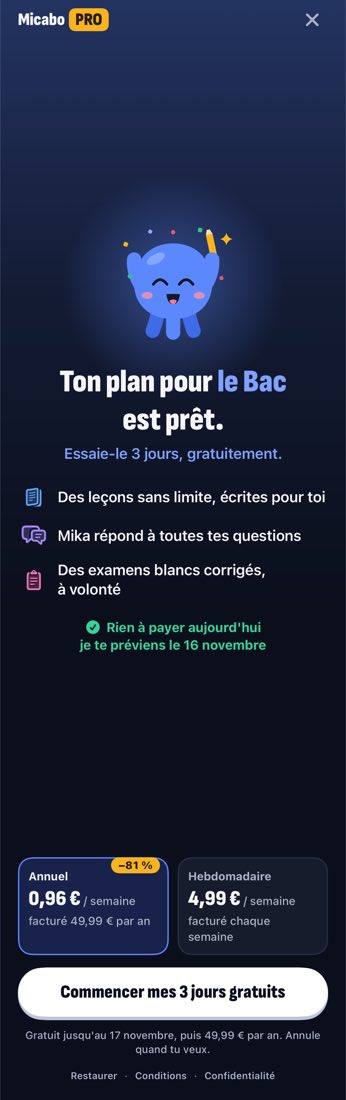 Micabo PRO
Ton plan pour le Bac
est prêt.
Essaie-le 3 jours, gratuitement.
Des leçons sans limite, écrites pour toi
Mika répond à toutes tes questions
Des examens blancs corrigés,
à volonté
Rien à payer aujourd'hui
je te préviens le 16 novembre
–81 %
Annuel
0,96 € / semaine
facturé 49,99 € par an
Hebdomadaire
4,99 € / semaine
facturé chaque
semaine
Commencer mes 3 jours gratuits
Gratuit jusqu'au 17 novembre, puis 49,99 € par an. Annule
quand tu veux.
Restaurer · Conditions · Confidentialité